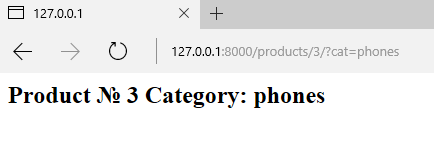 127.0.0.1
127.0.0.1:8000/products/3/?cat=phones
Product № 3 Category: phones